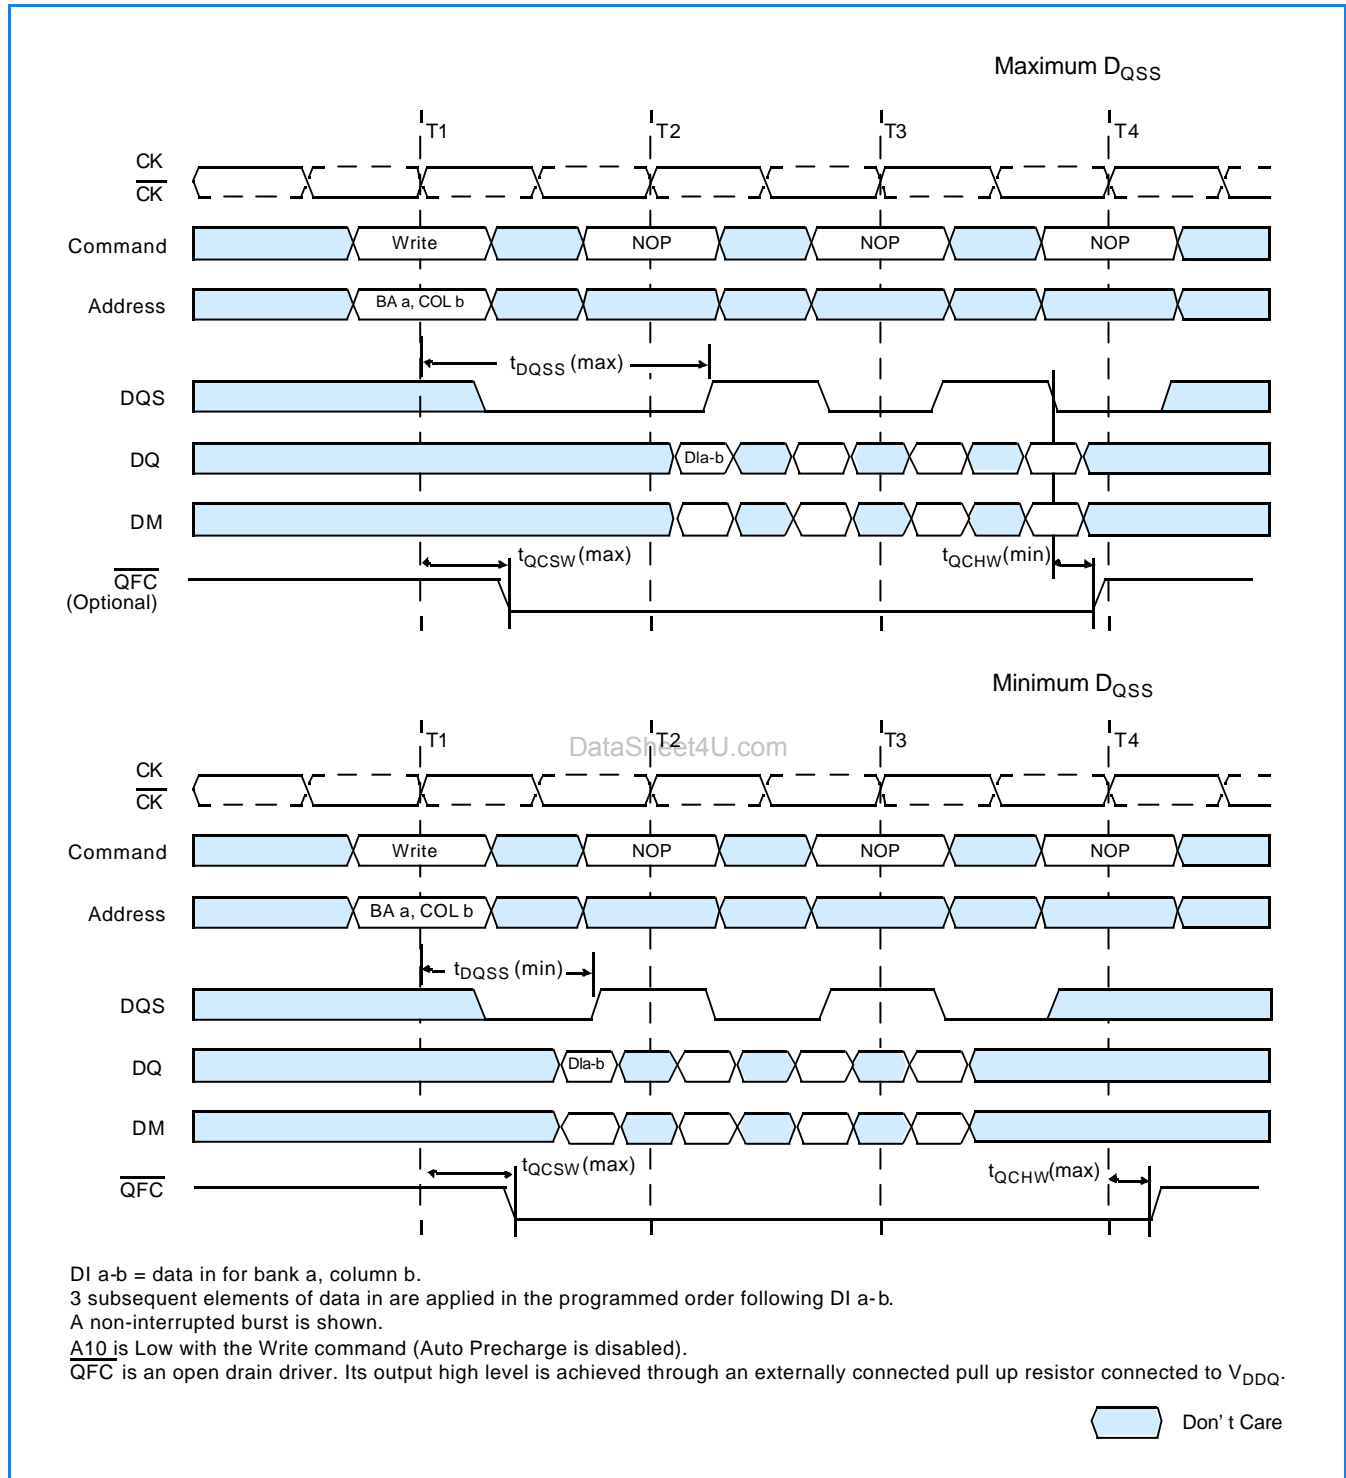 Maximum DQSS
T1 T2 T3 T4
CK
CK
Command Write NOP NOP NOP
Address BA a, COL b
tDQSS (max)
DQS
DQ DIa-b
DM
tQCSW(max) tQCHW(min)
QFC
(Optional)
Minimum DQSS
T1 T2 T3 T4
DataSheet4U.com
CK
CK
Command Write NOP NOP NOP
Address BA a, COL b
tDQSS (min)
DQS
DQ DIa-b
DM
tQCSW(max) tQCHW(max)
QFC
DI a-b = data in for bank a, column b.
3 subsequent elements of data in are applied in the programmed order following DI a-b.
A non-interrupted burst is shown.
A10 is Low with the Write command (Auto Precharge is disabled).
QFC is an open drain driver. Its output high level is achieved through an externally connected pull up resistor connected to VDDQ.
Don' t Care